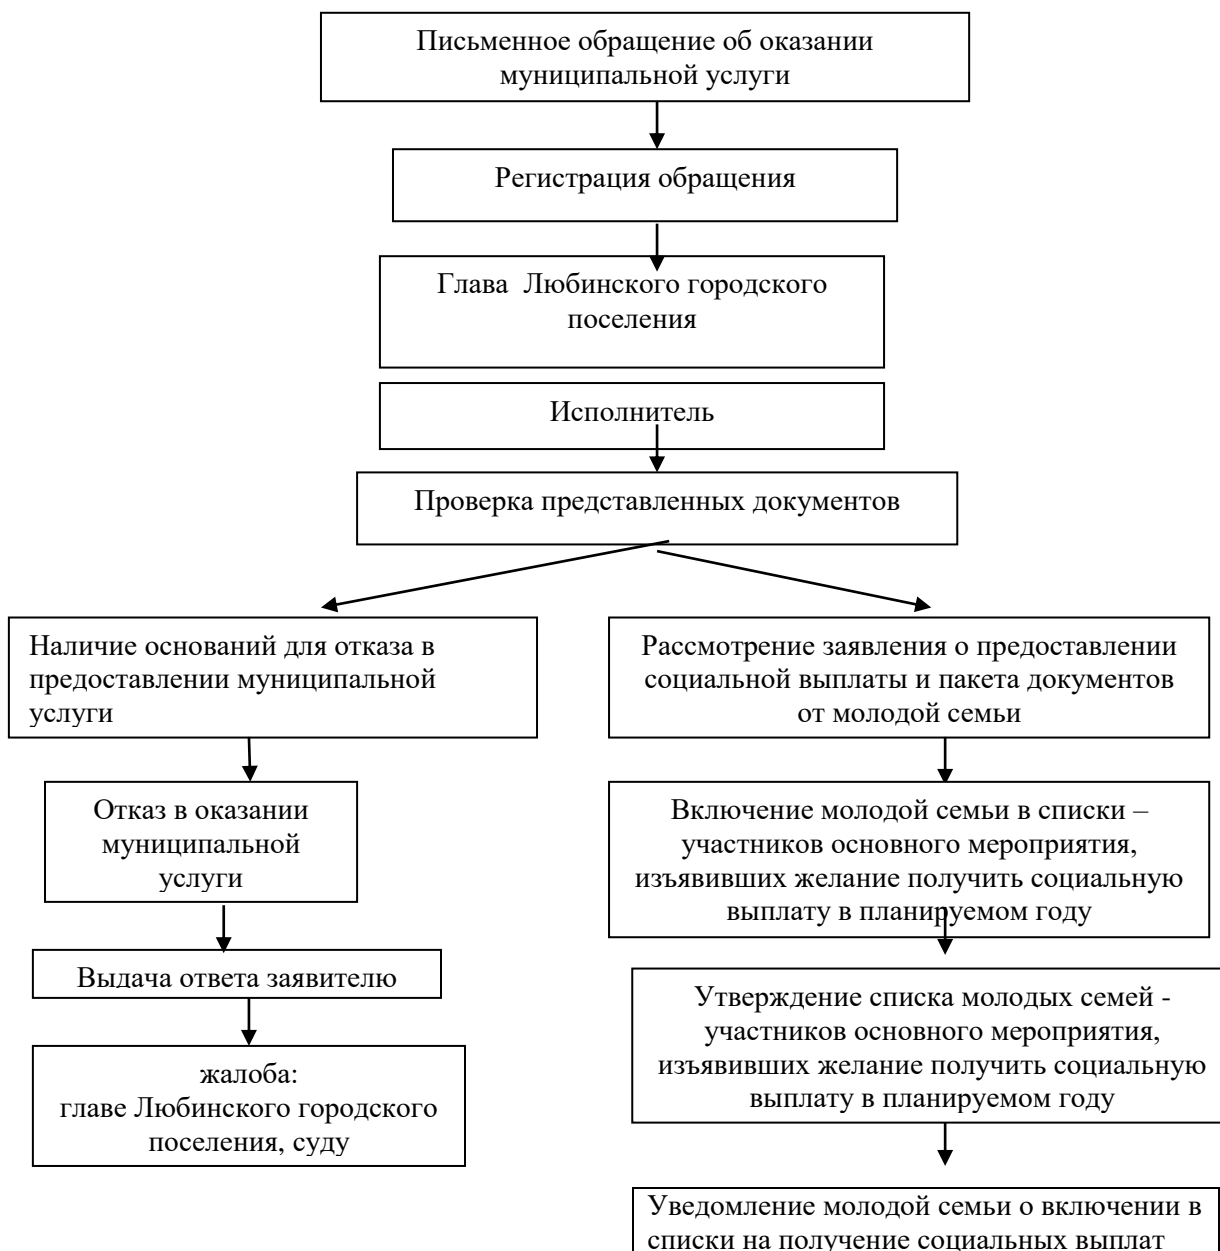 Письменное обращение об оказании
муниципальной услуги
Регистрация обращения
Глава Любинского городского
поселения
Исполнитель
Проверка представленных документов
Наличие оснований для отказа в
предоставлении муниципальной
услуги
Отказ в оказании
муниципальной
услуги
Выдача ответа заявителю
жалоба:
главе Любинского городского
поселения, суду
Рассмотрение заявления о предоставлении
социальной выплаты и пакета документов
от молодой семьи
Включение молодой семьи в списки –
участников основного мероприятия,
изъявивших желание получить социальную
выплату в планируемом году
Утверждение списка молодых семей -
участников основного мероприятия,
изъявивших желание получить социальную
выплату в планируемом году
Уведомление молодой семьи о включении в
списки на получение социальных выплат